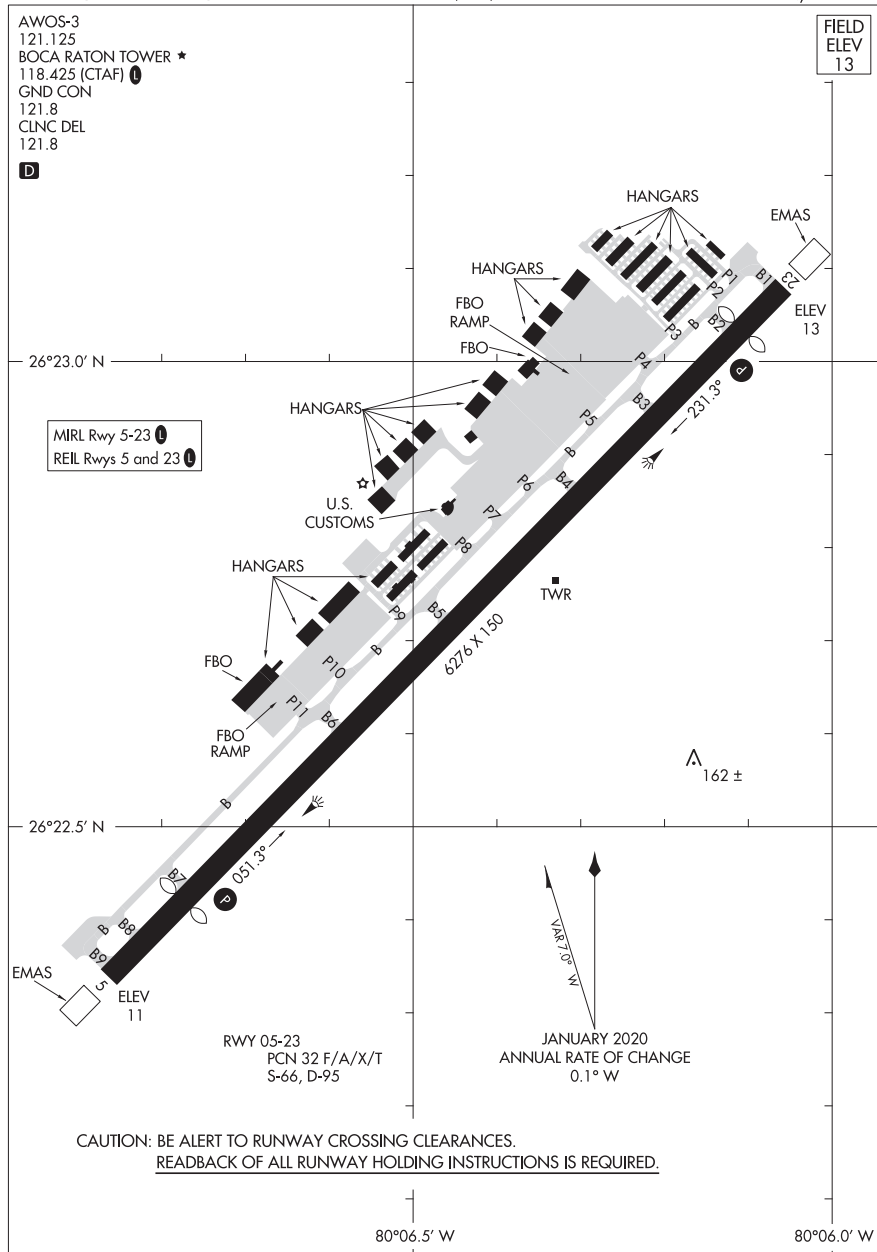 AWOS-3
121.125
BOCA RATON TOWER ★
118.425 (CTAF) L
GND CON
121.8
CLNC DEL
121.8
D
FIELD
ELEV
13
HANGARS
EMAS
P1
B1
23
P2
B2
ELEV
13
HANGARS
FBO
RAMP
P3
B
FBO
26°23.0' N
P4
P
B3
231.3°
HANGARS
P5
B
MIRL Rwy 5-23 L
REIL Rwys 5 and 23 L
P6
B4
U.S.
CUSTOMS
P7
P8
HANGARS
TWR
P9
B5
B
6276 X 150
FBO
P10
P11
B6
FBO
RAMP
162 ±
B
26°22.5' N
051.3°
B7
P
B
B8
B9
EMAS
5
ELEV
11
VAR 7.0° W
RWY 05-23
PCN 32 F/A/X/T
S-66, D-95
JANUARY 2020
ANNUAL RATE OF CHANGE
0.1° W
CAUTION: BE ALERT TO RUNWAY CROSSING CLEARANCES.
READBACK OF ALL RUNWAY HOLDING INSTRUCTIONS IS REQUIRED.
80°06.5' W
80°06.0' W